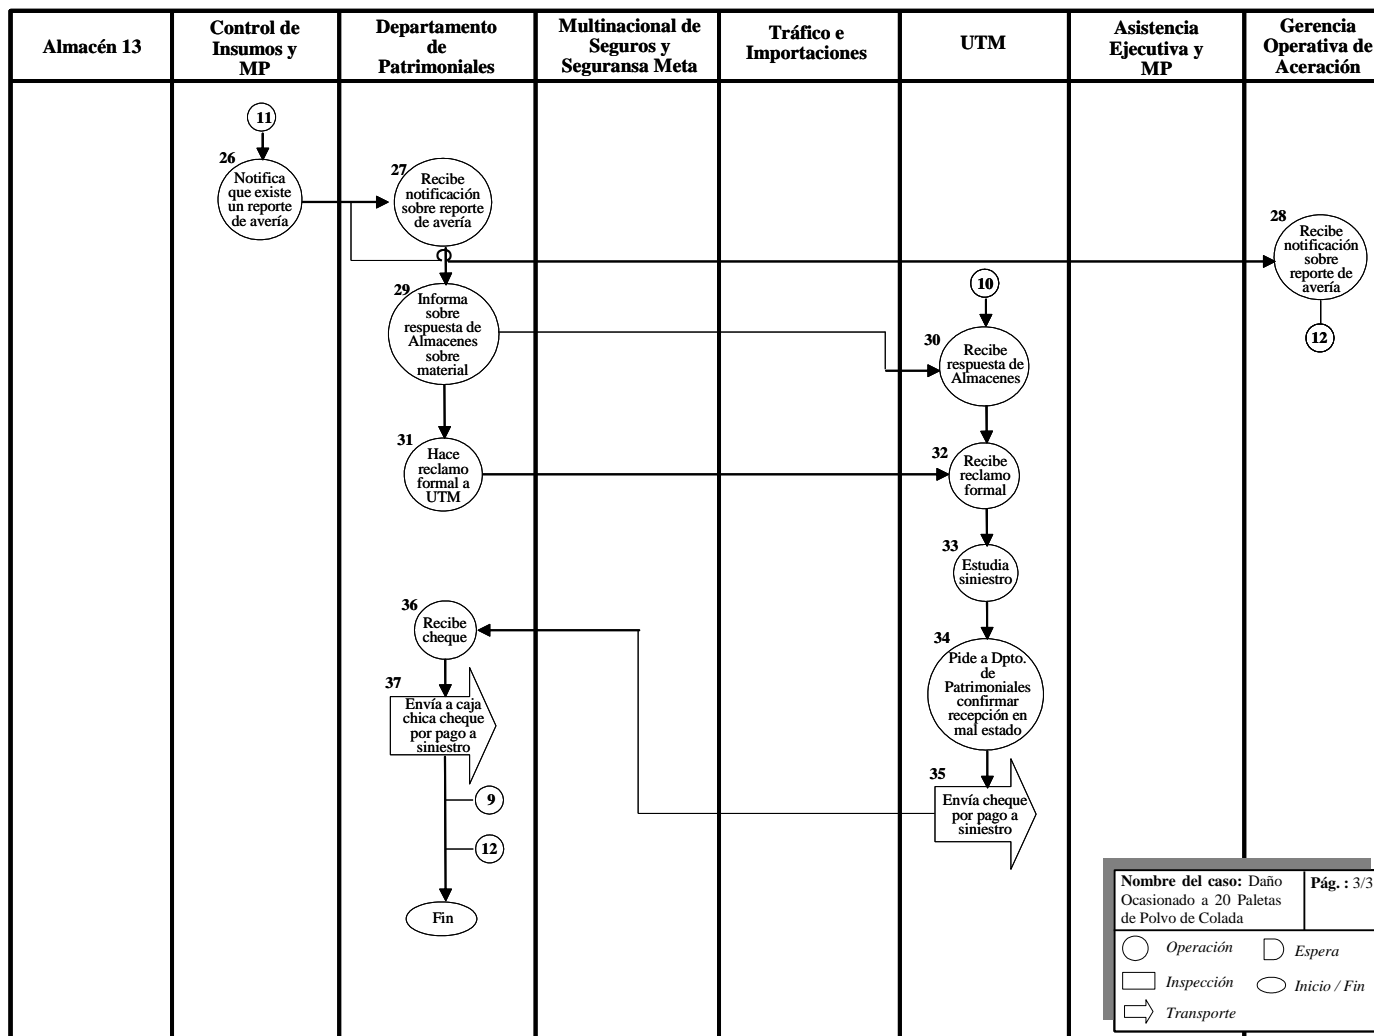 Almacén 13
Control de
Insumos y
MP
Departamento
de
Patrimoniales
Multinacional de
Seguros y
Seguransa Meta
Tráfico e
Importaciones
UTM
Asistencia
Ejecutiva y
MP
Gerencia
Operativa de
Aceración
11
26
Notifica
que existe
un reporte
de avería
27
Recibe
notificación
sobre reporte
de avería
28
Recibe
notificación
sobre
reporte de
avería
12
29
Informa
sobre
respuesta de
Almacenes
sobre
material
10
30
Recibe
respuesta de
Almacenes
31
Hace
reclamo
formal a
UTM
32
Recibe
reclamo
formal
33
Estudia
siniestro
34
Pide a Dpto.
de
Patrimoniales
confirmar
recepción en
mal estado
35
Envía cheque
por pago a
siniestro
36
Recibe
cheque
37
Envía a caja
chica cheque
por pago a
siniestro
9
12
Fin
Nombre del caso: Daño
Ocasionado a 20 Paletas
de Polvo de Colada
Pág. : 3/3
Operación
Espera
Inspección
Inicio / Fin
Transporte